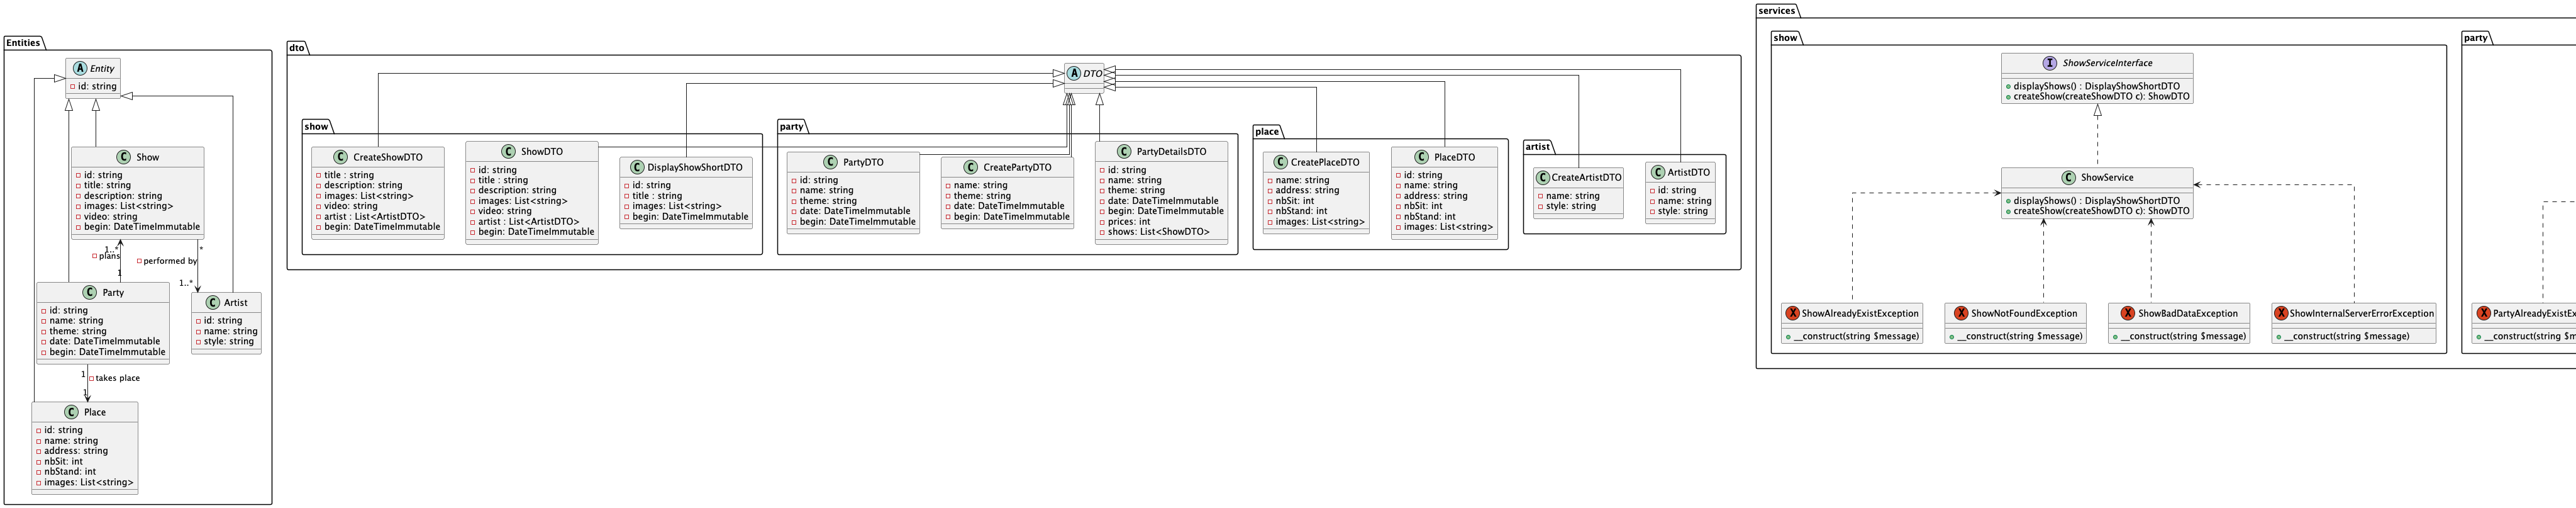 Entities
A Entity
id: string
C Show
id: string
title: string
description: string
images: List<string>
video: string
begin: DateTimeImmutable
1..*
plans
1
*
performed by
1..*
C Party
id: string
name: string
theme: string
date: DateTimeImmutable
begin: DateTimeImmutable
C Artist
id: string
name: string
style: string
1
takes place
1
C Place
id: string
name: string
address: string
nbSit: int
nbStand: int
images: List<string>
dto
A DTO
show
C CreateShowDTO
title : string
description: string
images: List<string>
video: string
artist : List<ArtistDTO>
begin: DateTimeImmutable
C ShowDTO
id: string
title : string
description: string
images: List<string>
video: string
artist : List<ArtistDTO>
begin: DateTimeImmutable
C DisplayShowShortDTO
id: string
title : string
images: List<string>
begin: DateTimeImmutable
party
C PartyDTO
id: string
name: string
theme: string
date: DateTimeImmutable
begin: DateTimeImmutable
C CreatePartyDTO
name: string
theme: string
date: DateTimeImmutable
begin: DateTimeImmutable
C PartyDetailsDTO
id: string
name: string
theme: string
date: DateTimeImmutable
begin: DateTimeImmutable
prices: int
shows: List<ShowDTO>
place
C CreatePlaceDTO
name: string
address: string
nbSit: int
nbStand: int
images: List<string>
C PlaceDTO
id: string
name: string
address: string
nbSit: int
nbStand: int
images: List<string>
artist
C CreateArtistDTO
name: string
style: string
C ArtistDTO
id: string
name: string
style: string
services
show
I ShowServiceInterface
displayShows() : DisplayShowShortDTO
createShow(createShowDTO c): ShowDTO
C ShowService
displayShows() : DisplayShowShortDTO
createShow(createShowDTO c): ShowDTO
X ShowAlreadyExistException
__construct(string $message)
X ShowNotFoundException
__construct(string $message)
X ShowBadDataException
__construct(string $message)
X ShowInternalServerErrorException
__construct(string $message)
party
X PartyAlreadyExistEx
__construct(string $m